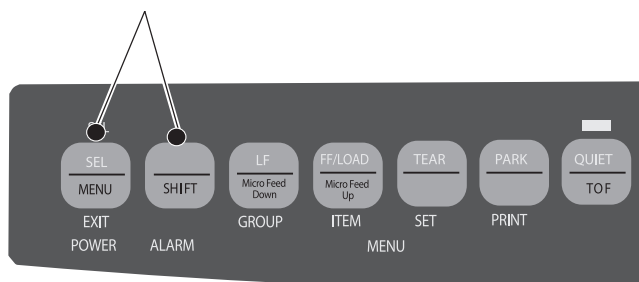 SEL
MENU
SHIFT
LF
Micro Feed
Down
FF/LOAD
Micro Feed
Up
TEAR
PARK
QUIET
TOF
EXIT
GROUP
ITEM
SET
PRINT
POWER
ALARM
MENU